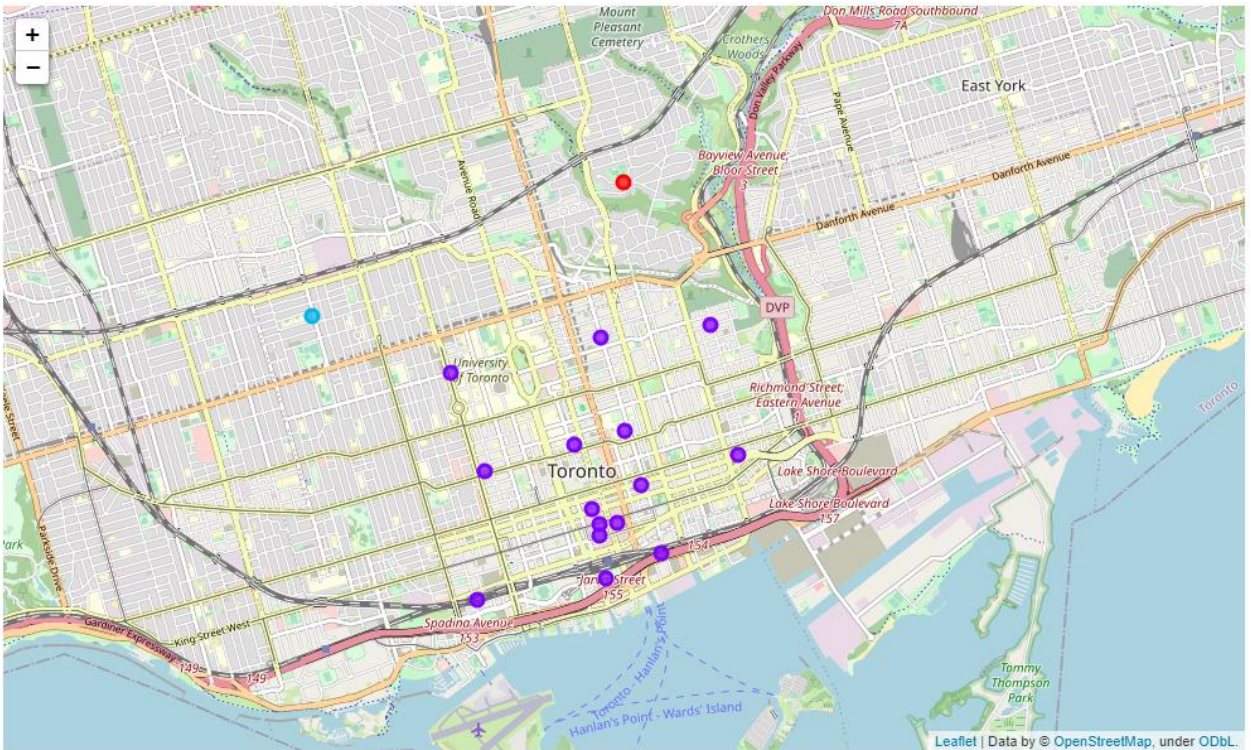 +
−
Mount
Pleasant
Cemetery
Don Mills Road southbound
7A
Crothers
Woods
Don Valley Parkway
East York
Pape Avenue
Avenue Road
Bayview Avenue,
Bloor Street
3
Danforth Avenue
Danforth Avenue
DVP
University
of Toronto
Richmond Street,
Eastern Avenue
Toronto
Toronto
Lake Shore Boulevard
Lake Shore Boulevard
157
Parkside Drive
154
Street
155
Spadina Avenue
153
King Street West
Gardiner Expressway
149
149
Toronto - Hanlan's Point
Hanlan's Point - Wards' Island
Tommy
Thompson
Park
Leaflet | Data by © OpenStreetMap, under ODbL.